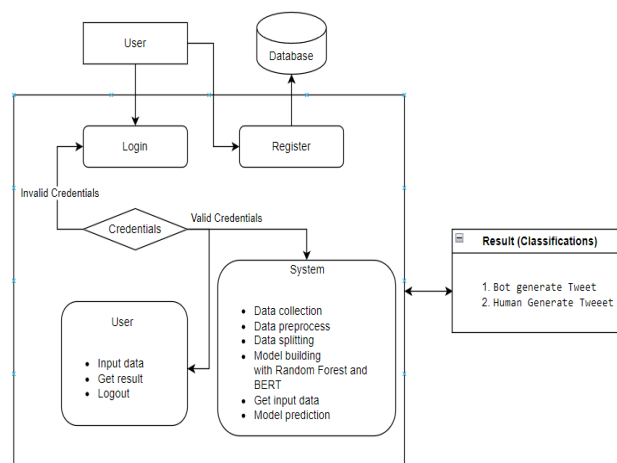 User
Database
Login
Register
Invalid Credentials
Credentials
Valid Credentials
System
Data collection
Data preprocess
Data splitting
Model building
with Random Forest and
BERT
Get input data
Model prediction
User
Input data
Get result
Logout
Result (Classifications)
1. Bot generate Tweet
2. Human Generate Tweeet